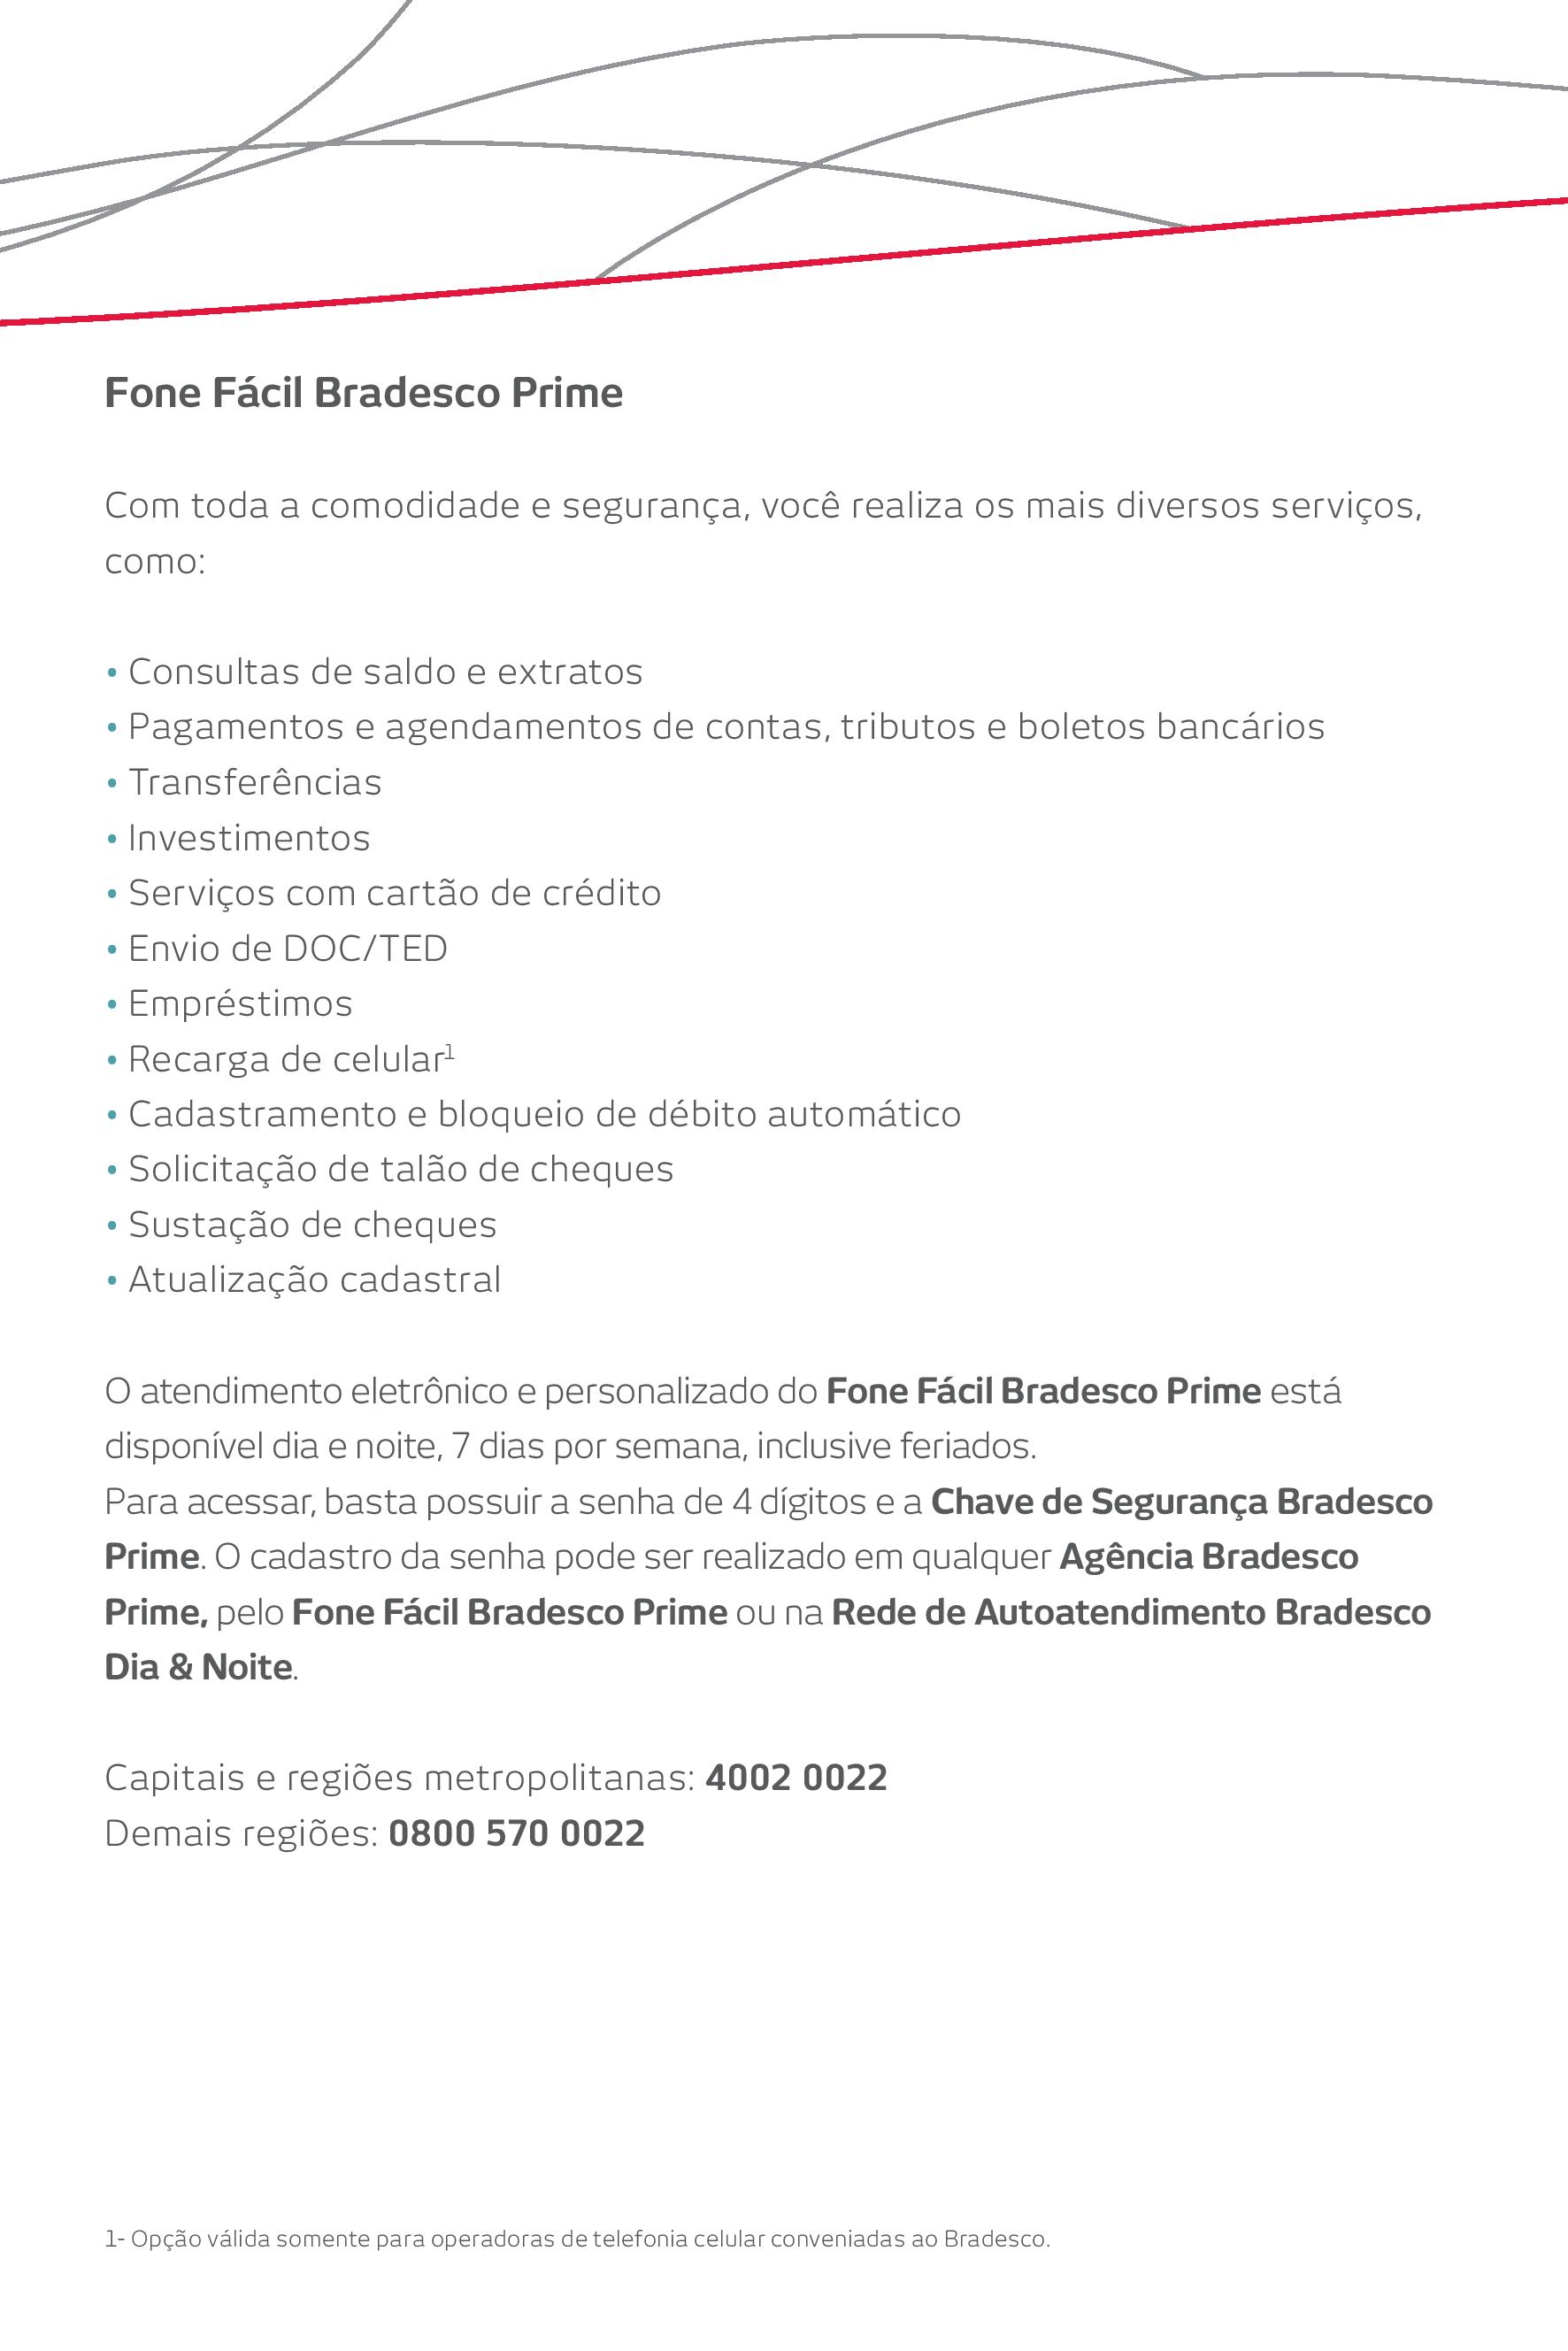 Fone Fácil Bradesco Prime
Com toda a comodidade e segurança, você realiza os mais diversos serviços,
como:
• Consultas de saldo e extratos
• Pagamentos e agendamentos de contas, tributos e boletos bancários
• Transferências
• Investimentos
• Serviços com cartão de crédito
• Envio de DOC/TED
• Empréstimos
• Recarga de celular¹
• Cadastramento e bloqueio de débito automático
• Solicitação de talão de cheques
• Sustação de cheques
• Atualização cadastral
O atendimento eletrônico e personalizado do Fone Fácil Bradesco Prime está
disponível dia e noite, 7 dias por semana, inclusive feriados.
Para acessar, basta possuir a senha de 4 dígitos e a Chave de Segurança Bradesco
Prime. O cadastro da senha pode ser realizado em qualquer Agência Bradesco
Prime, pelo Fone Fácil Bradesco Prime ou na Rede de Autoatendimento Bradesco
Dia & Noite.
Capitais e regiões metropolitanas: 4002 0022
Demais regiões: 0800 570 0022
1- Opção válida somente para operadoras de telefonia celular conveniadas ao Bradesco.